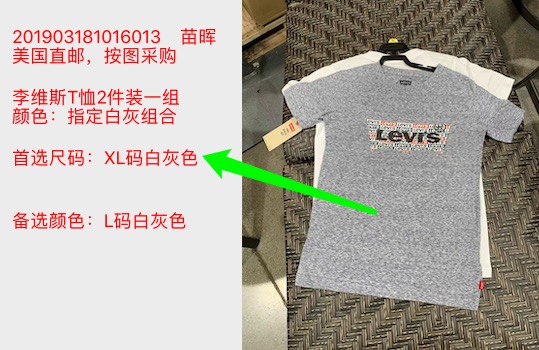 201903181016013 苗晖
美国直邮，按图采购
李维斯T恤2件装一组
颜色：指定白灰组合
首选尺码：XL码白灰色
备选颜色：L码白灰色
Levi's